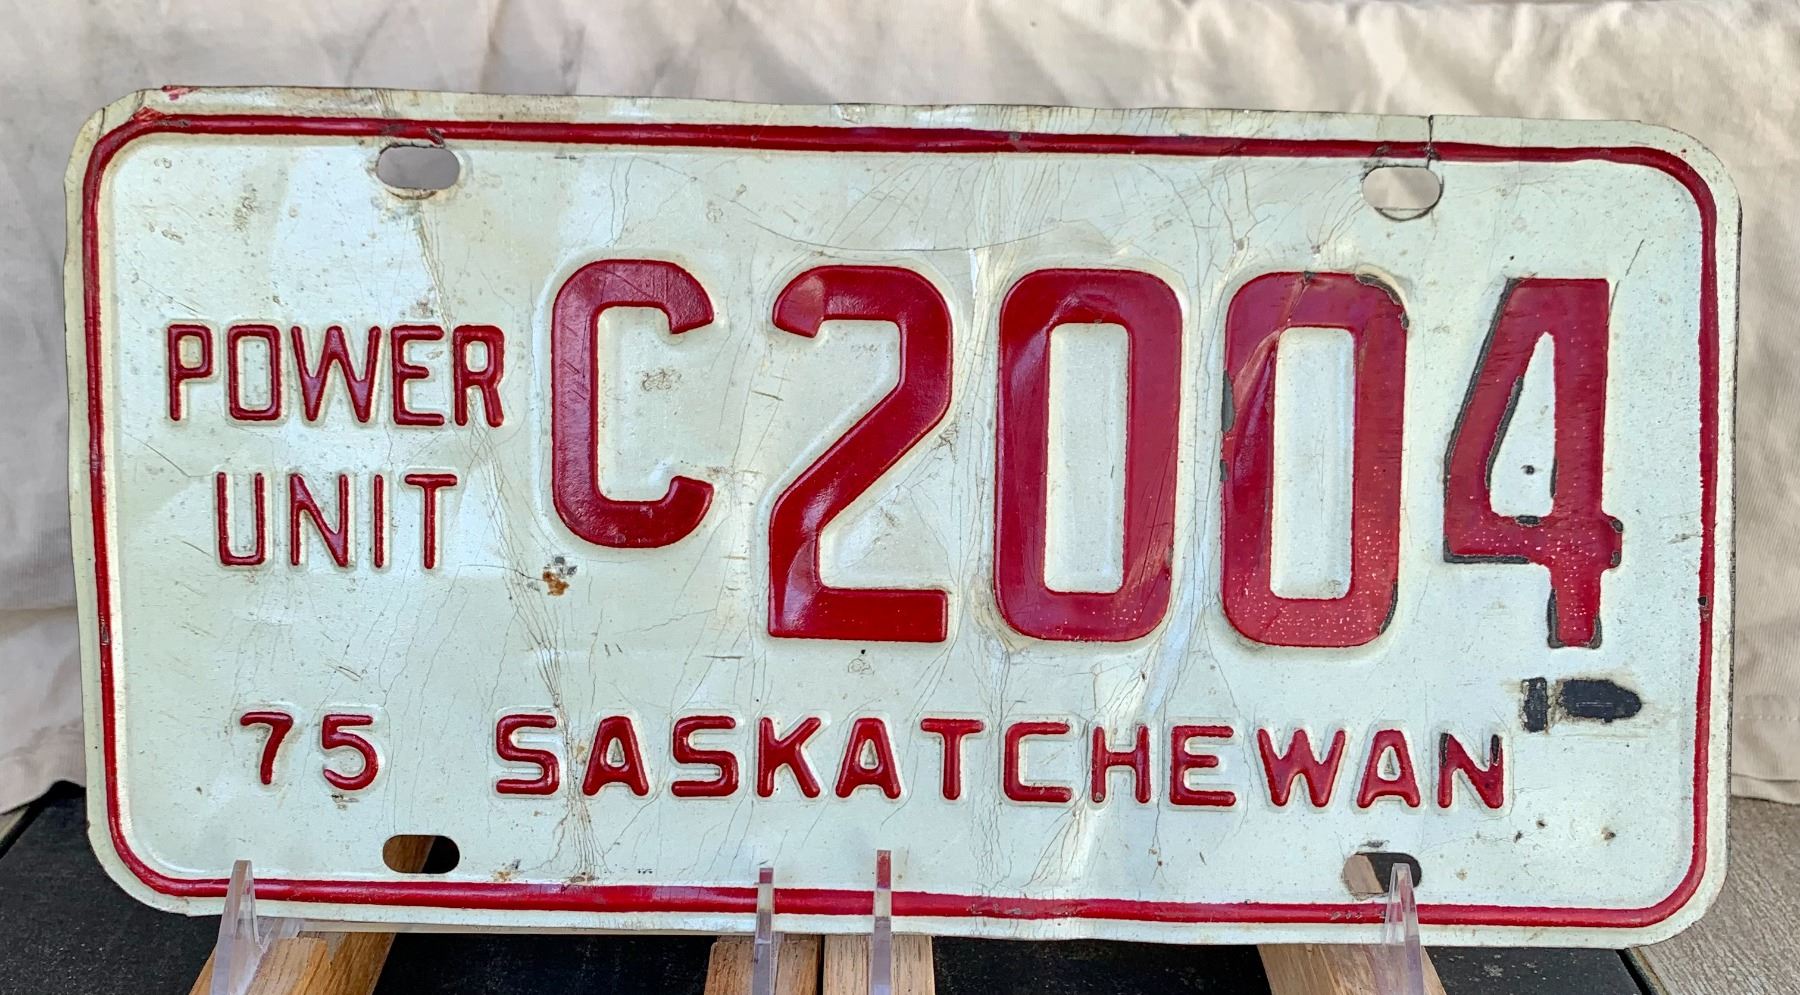 POWER
UNIT
C2004
75 SASKATCHEWAN